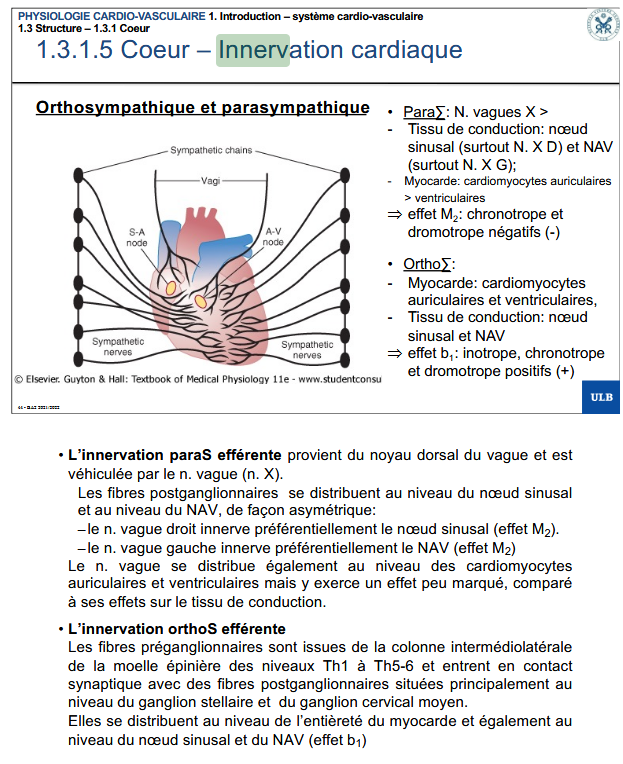 PHYSIOLOGIE CARDIO-VASCULAIRE 1. Introduction – système cardio-vasculaire
1.3 Structure – 1.3.1 Coeur
1.3.1.5 Coeur – Innervation cardiaque
Orthosympathique et parasympathique
Sympathetic chains
Vagi
S-A
node
A-V
node
Sympathetic
nerves
Sympathetic
nerves
© Elsevier. Guyton & Hall: Textbook of Medical Physiology 11e - www.studentconsu
• Para∑: N. vagues X >
- Tissu de conduction: nœud
sinusal (surtout N. X D) et NAV
(surtout N. X G);
- Myocarde: cardiomyocytes auriculaires
> ventriculaires
⇒ effet M₂: chronotrope et
dromotrope négatifs (-)
• Ortho∑:
- Myocarde: cardiomyocytes
auriculaires et ventriculaires,
- Tissu de conduction: nœud
sinusal et NAV
⇒ effet b₁: inotrope, chronotrope
et dromotrope positifs (+)
ULB
• L'innervation paraS efférente provient du noyau dorsal du vague et est
véhiculée par le n. vague (n. X).
Les fibres postganglionnaires se distribuent au niveau du nœud sinusal
et au niveau du NAV, de façon asymétrique:
– le n. vague droit innerve préférentiellement le nœud sinusal (effet M₂).
– le n. vague gauche innerve préférentiellement le NAV (effet M₂)
Le n. vague se distribue également au niveau des cardiomyocytes
auriculaires et ventriculaires mais y exerce un effet peu marqué, comparé
à ses effets sur le tissu de conduction.
• L'innervation orthoS efférente
Les fibres préganglionnaires sont issues de la colonne intermédiolatérale
de la moelle épinière des niveaux Th1 à Th5-6 et entrent en contact
synaptique avec des fibres postganglionnaires situées principalement au
niveau du ganglion stellaire et du ganglion cervical moyen.
Elles se distribuent au niveau de l'entièreté du myocarde et également au
niveau du nœud sinusal et du NAV (effet b₁)